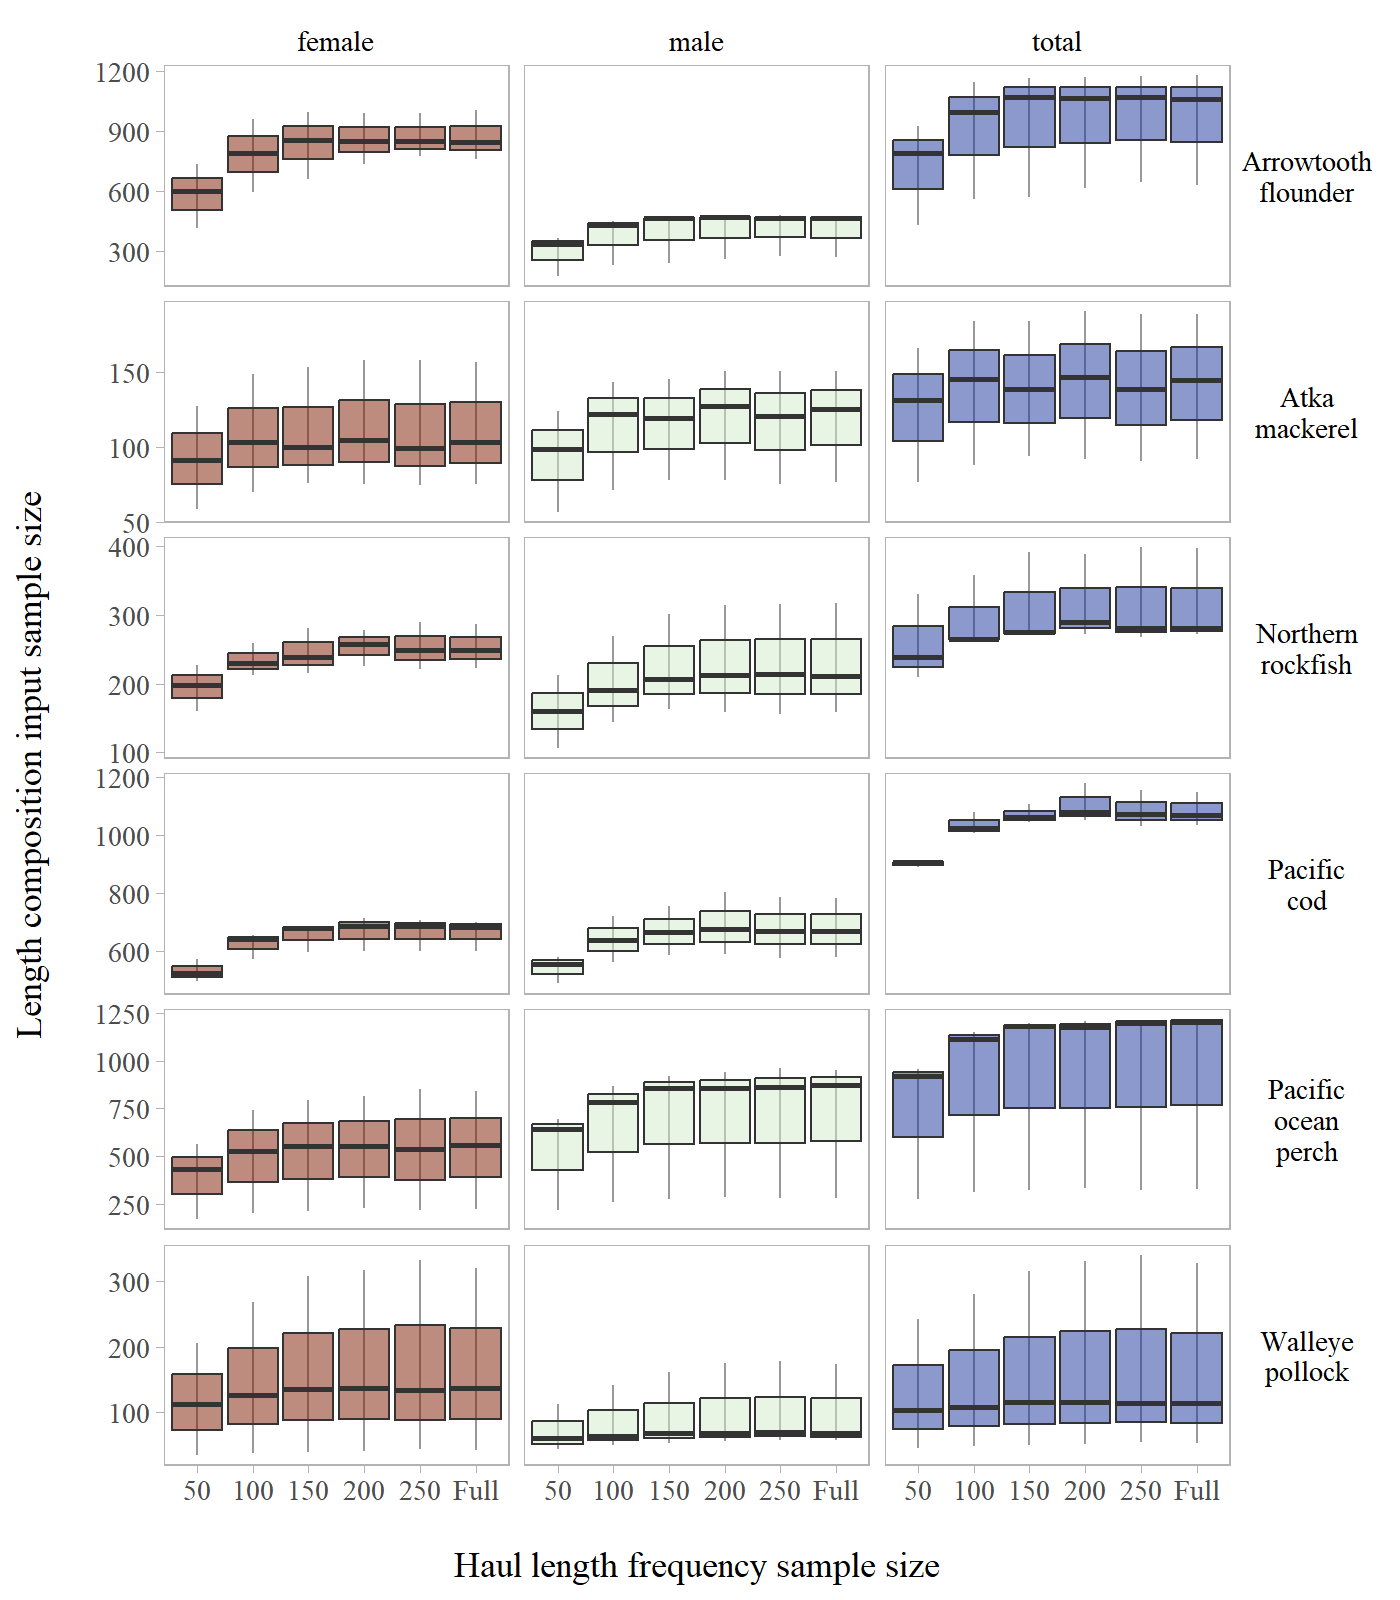 female male total
1200
900
600
300
Arrowtooth
flounder
150
100
50
Atka
mackerel
400
300
200
100
Northern
rockfish
1200
1000
800
600
Pacific
cod
1250
1000
750
500
250
Pacific
ocean
perch
300
200
100
Walleye
pollock
50 100 150 200 250 Full 50 100 150 200 250 Full 50 100 150 200 250 Full
Haul length frequency sample size
Length composition input sample size